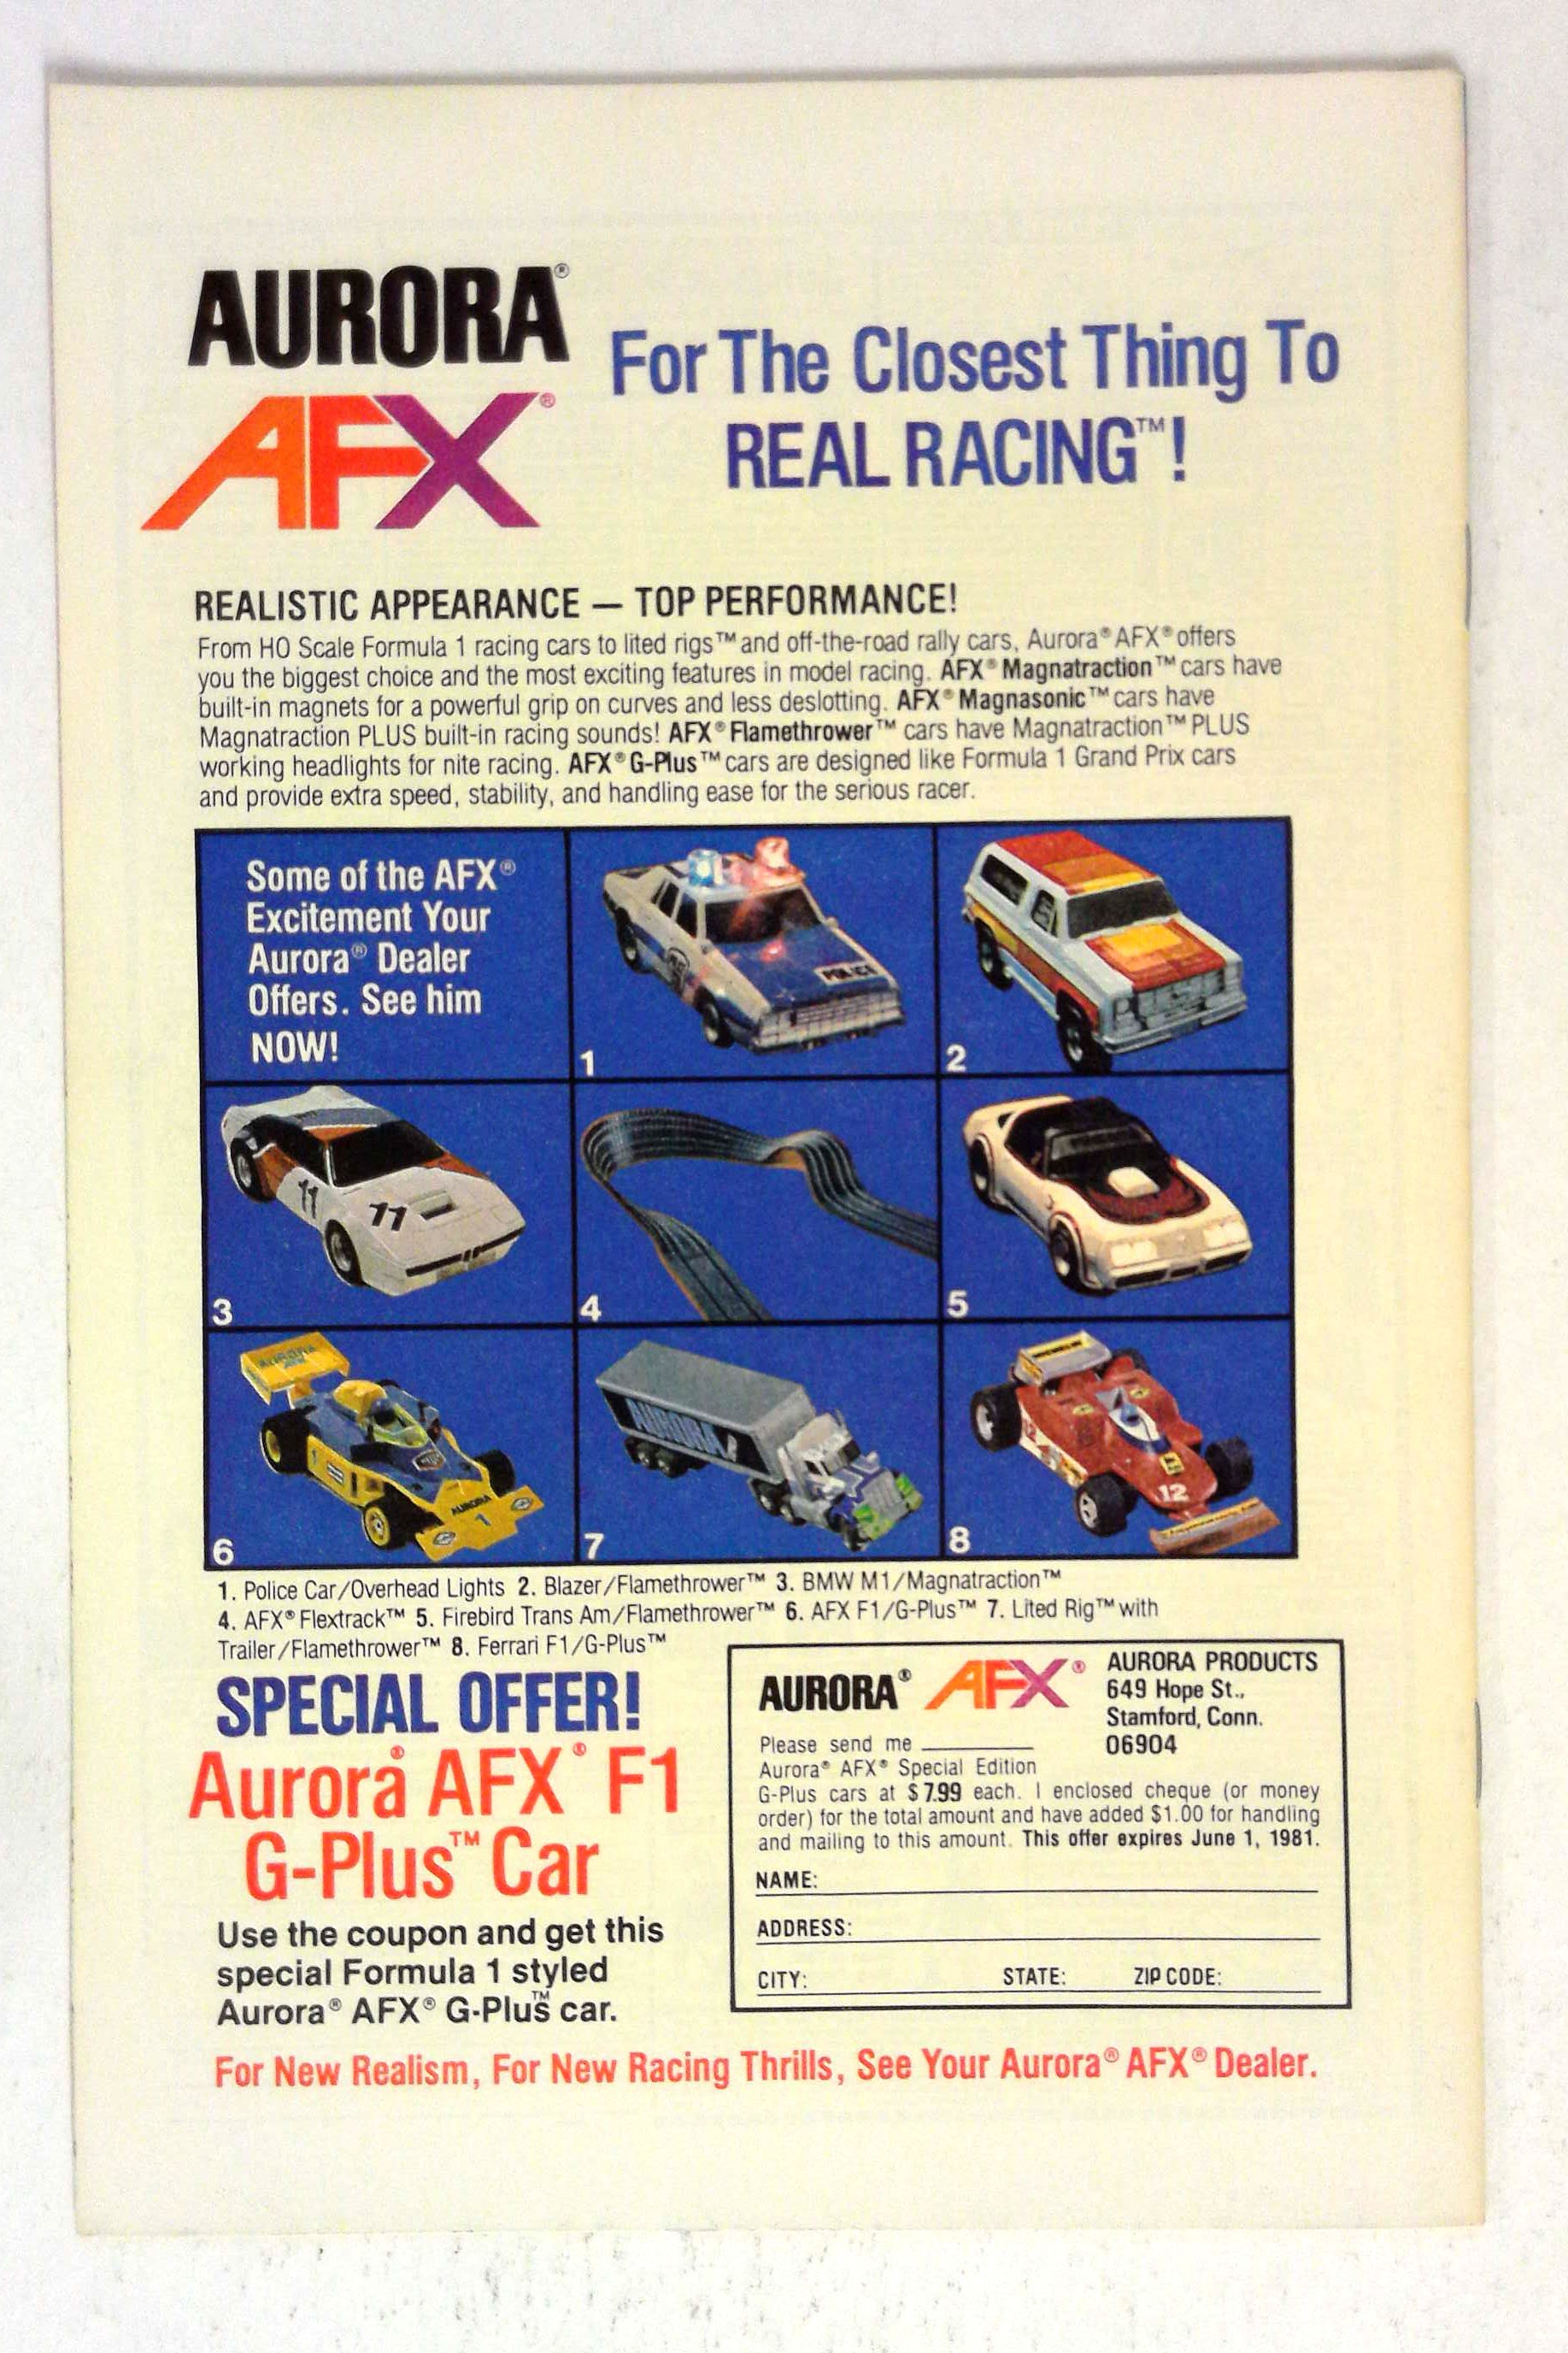 AURORA®
AFX®
For The Closest Thing To
REAL RACING™!
REALISTIC APPEARANCE — TOP PERFORMANCE!
From HO Scale Formula 1 racing cars to lited rigs™ and off-the-road rally cars, Aurora® AFX® offers
you the biggest choice and the most exciting features in model racing. AFX® Magnatraction™ cars have
built-in magnets for a powerful grip on curves and less deslotting. AFX® Magnasonic™ cars have
Magnatraction PLUS built-in racing sounds! AFX® Flamethrower™ cars have Magnatraction™ PLUS
working headlights for nite racing. AFX® G-Plus™ cars are designed like Formula 1 Grand Prix cars
and provide extra speed, stability, and handling ease for the serious racer.
Some of the AFX®
Excitement Your
Aurora® Dealer
Offers. See him
NOW!
POLICE
1
2
11
11
3
4
5
AURORA
AFX
AURORA
1
6
AURORA
7
12
8
1. Police Car/Overhead Lights 2. Blazer/Flamethrower™ 3. BMW M1/Magnatraction™
4. AFX® Flextrack™ 5. Firebird Trans Am/Flamethrower™ 6. AFX F1/G-Plus™ 7. Lited Rig™ with
Trailer/Flamethrower™ 8. Ferrari F1/G-Plus™
SPECIAL OFFER!
Aurora® AFX® F1
G-Plus™ Car
Use the coupon and get this
special Formula 1 styled
Aurora® AFX® G-Plus™ car.
AURORA® AFX®
AURORA PRODUCTS
649 Hope St.,
Stamford, Conn.
06904
Please send me
Aurora® AFX® Special Edition
G-Plus cars at $7.99 each. I enclosed cheque (or money
order) for the total amount and have added $1.00 for handling
and mailing to this amount. This offer expires June 1, 1981.
NAME:
ADDRESS:
CITY: STATE: ZIP CODE:
For New Realism, For New Racing Thrills, See Your Aurora® AFX® Dealer.